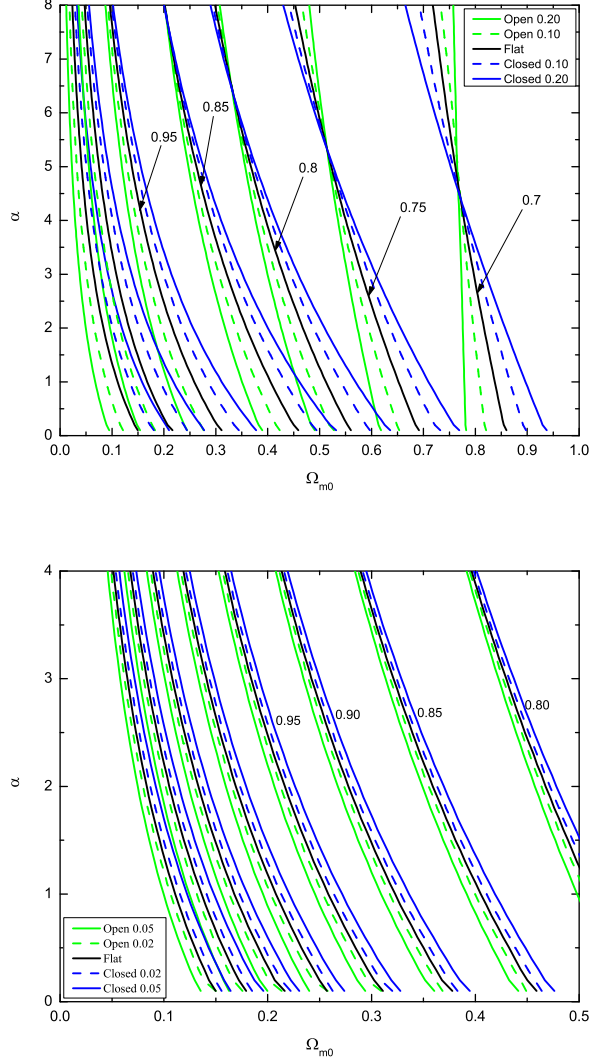 8
7
6
5
4
3
2
1
0
α
0.0 0.1 0.2 0.3 0.4 0.5 0.6 0.7 0.8 0.9 1.0
Ωm0
Open 0.20
Open 0.10
Flat
Closed 0.10
Closed 0.20
0.95
0.85
0.8
0.75
0.7
4
3
2
1
0
α
0.0 0.1 0.2 0.3 0.4 0.5
Ωm0
0.95
0.90
0.85
0.80
Open 0.05
Open 0.02
Flat
Closed 0.02
Closed 0.05